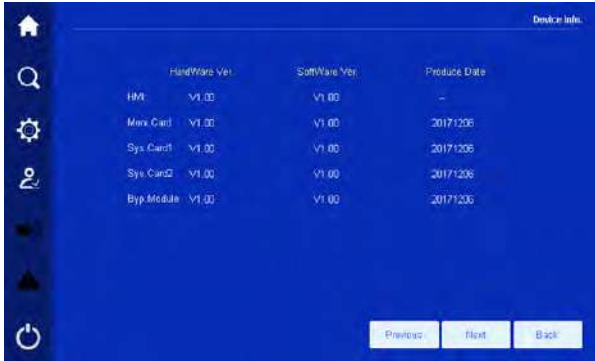 Device Info.
HardWare Ver. SoftWare Ver. Produce Date
HMI V1.00 V1.00 --
Moni.Card V1.00 V1.00 20171206
Sys.Card1 V1.00 V1.00 20171206
Sys.Card2 V1.00 V1.00 20171206
Byp.Module V1.00 V1.00 20171206
Previous Next Back